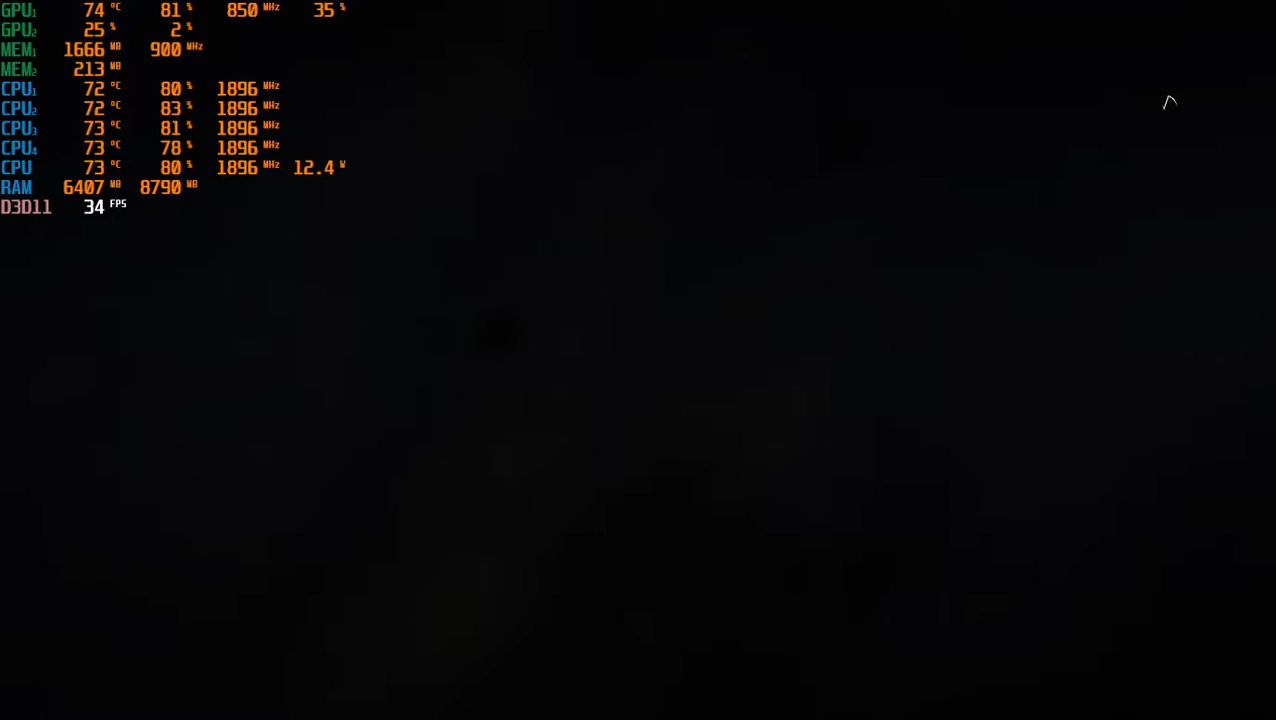 GPU₁ 74 °C 81 % 850 MHz 35 %
GPU₂ 25 % 2 %
MEM₁ 1666 MB 900 MHz
MEM₂ 213 MB
CPU₁ 72 °C 80 % 1896 MHz
CPU₂ 72 °C 83 % 1896 MHz
CPU₃ 73 °C 81 % 1896 MHz
CPU₄ 73 °C 78 % 1896 MHz
CPU 73 °C 80 % 1896 MHz 12.4 W
RAM 6407 MB 8790 MB
D3D11 34 FPS